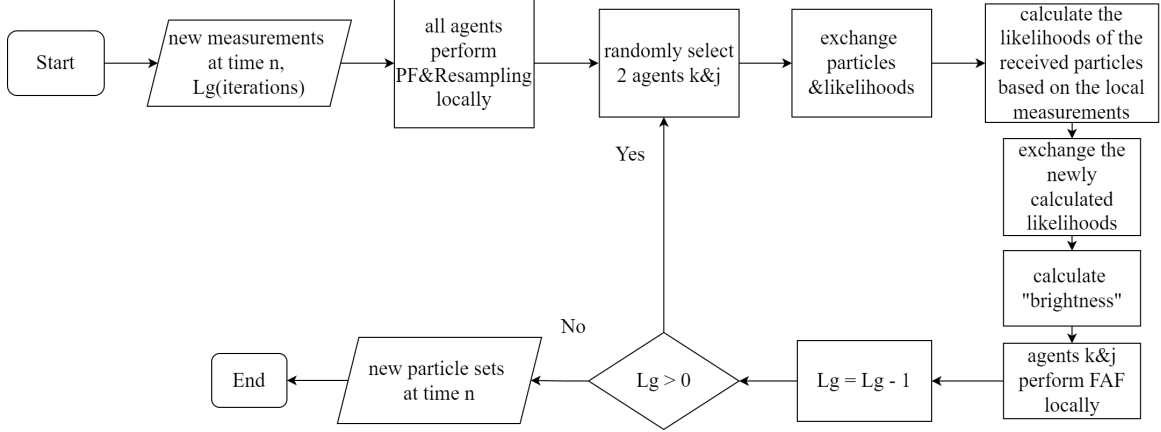 Start
new measurements
at time n,
Lg(iterations)
all agents
perform
PF&Resampling
locally
randomly select
2 agents k&j
exchange
particles
&likelihoods
calculate the
likelihoods of the
received particles
based on the local
measurements
exchange the
newly
calculated
likelihoods
calculate
"brightness"
agents k&j
perform FAF
locally
Lg = Lg - 1
Lg > 0
Yes
No
new particle sets
at time n
End